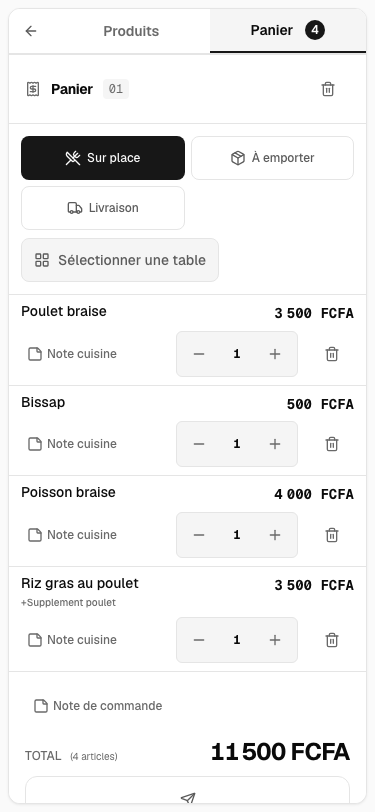 Produits
Panier 4
Panier 01
Sur place
À emporter
Livraison
Sélectionner une table
Poulet braise 3 500 FCFA
Note cuisine 1
Bissap 500 FCFA
Note cuisine 1
Poisson braise 4 000 FCFA
Note cuisine 1
Riz gras au poulet 3 500 FCFA
+Supplement poulet
Note cuisine 1
Note de commande
TOTAL (4 articles) 11 500 FCFA